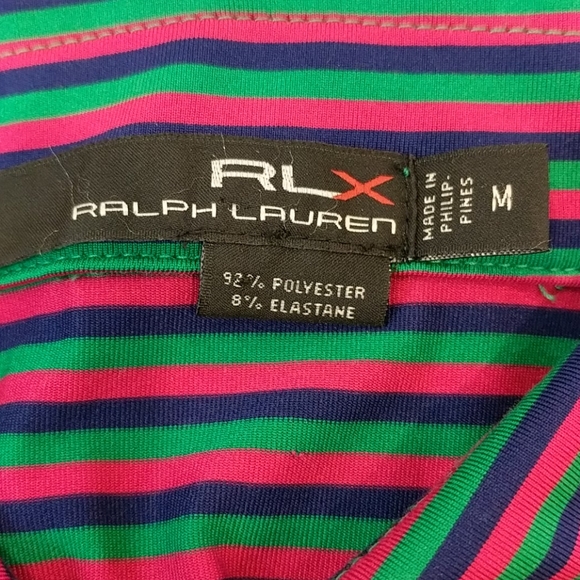 RLX
RALPH LAUREN
MADE IN
PHILIP-
PINES
M
92% POLYESTER
8% ELASTANE